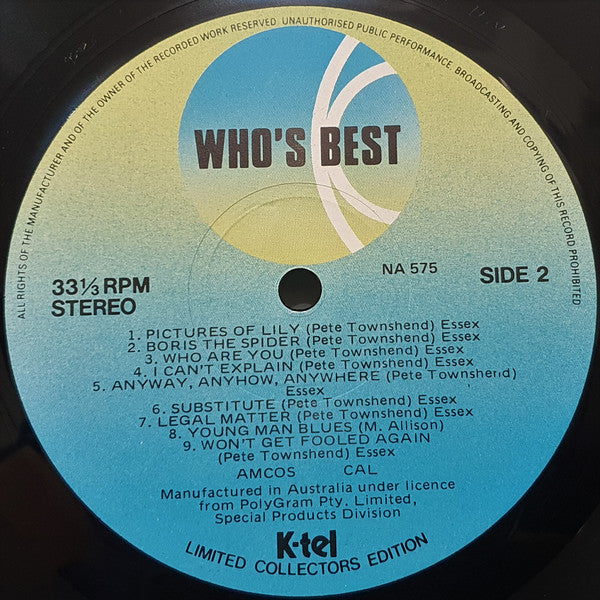 ALL RIGHTS OF THE MANUFACTURER AND OF THE OWNER OF THE RECORDED WORK RESERVED. UNAUTHORISED PUBLIC PERFORMANCE, BROADCASTING AND COPYING OF THIS RECORD PROHIBITED
WHO'S BEST
NA 575
33⅓ RPM
STEREO
SIDE 2
1. PICTURES OF LILY (Pete Townshend) Essex
2. BORIS THE SPIDER (Pete Townshend) Essex
3. WHO ARE YOU (Pete Townshend) Essex
4. I CAN'T EXPLAIN (Pete Townshend) Essex
5. ANYWAY, ANYHOW, ANYWHERE (Pete Townshend)
Essex
6. SUBSTITUTE (Pete Townshend) Essex
7. LEGAL MATTER (Pete Townshend) Essex
8. YOUNG MAN BLUES (M. Allison)
9. WON'T GET FOOLED AGAIN
(Pete Townshend) Essex
AMCOS CAL
Manufactured in Australia under licence
from PolyGram Pty. Limited,
Special Products Division
K-tel
LIMITED COLLECTORS EDITION